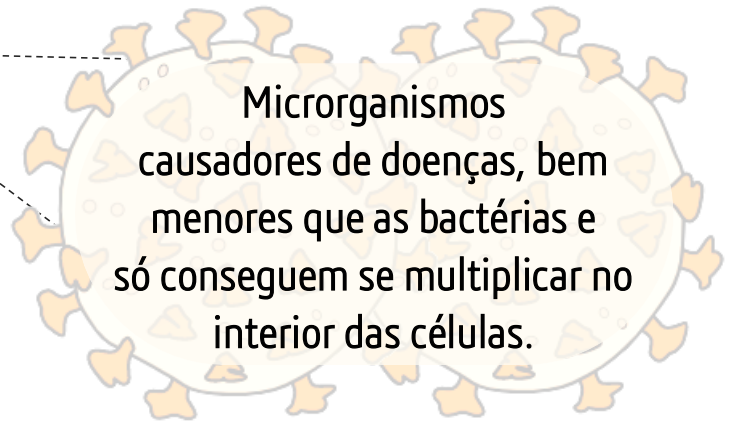 Microrganismos
causadores de doenças, bem
menores que as bactérias e
só conseguem se multiplicar no
interior das células.